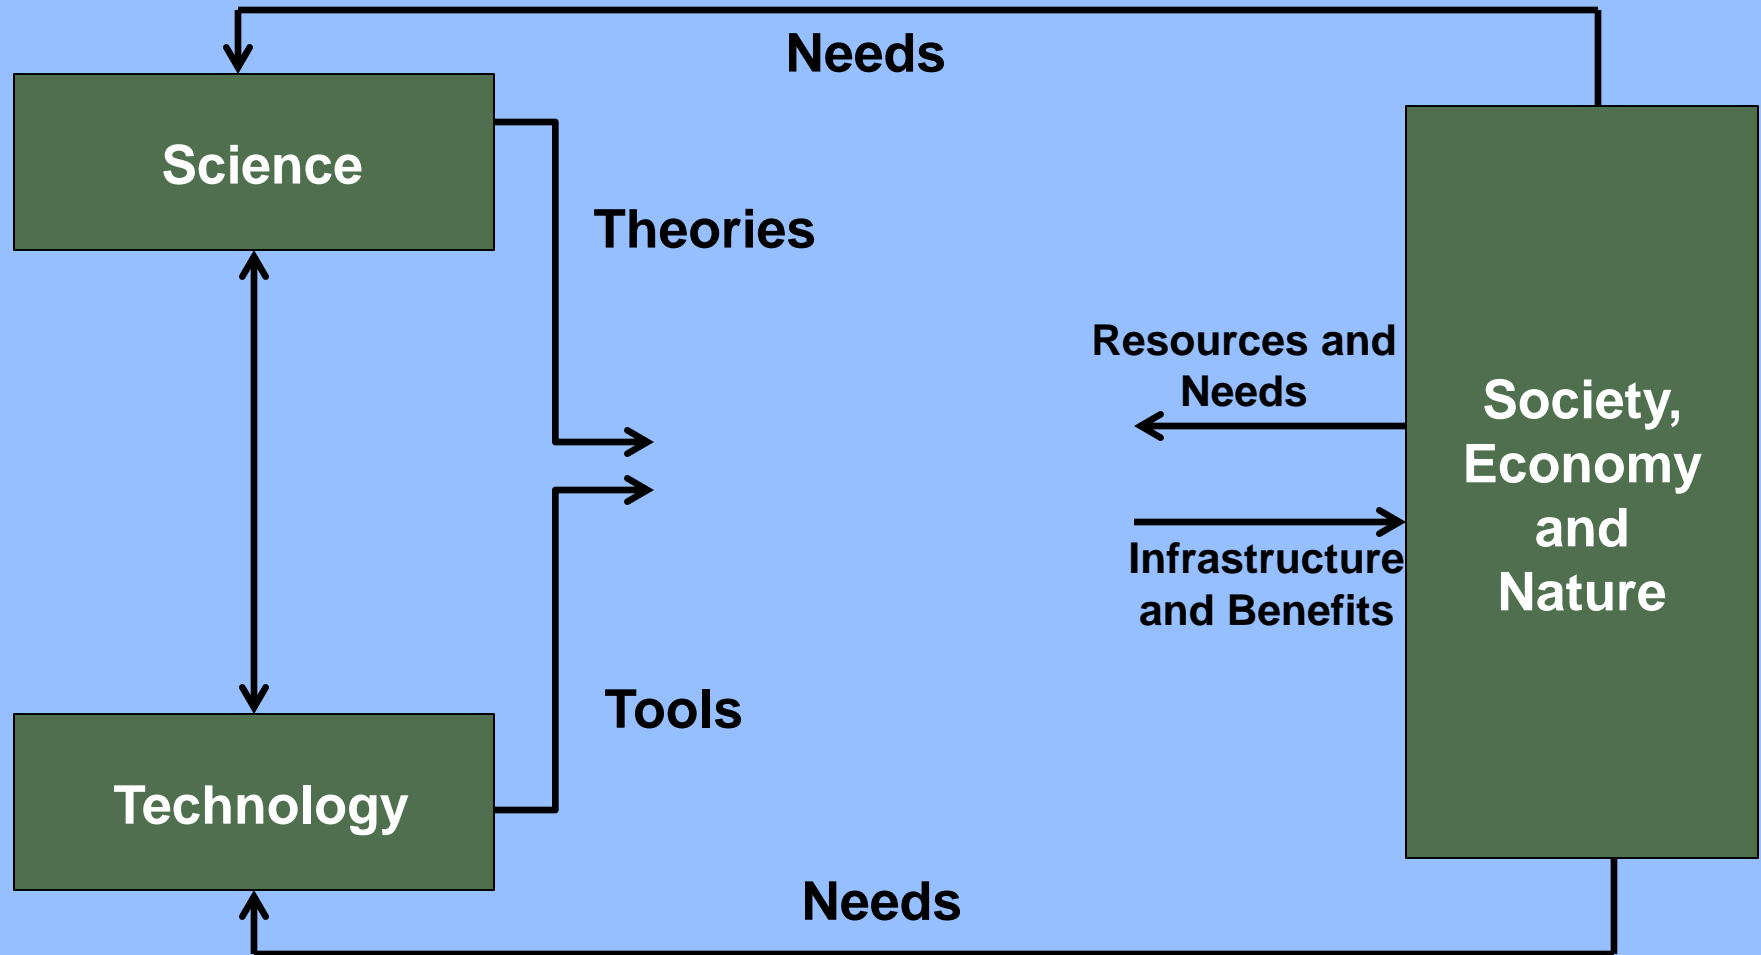 Needs
Science
Theories
Resources and
Needs
Society,
Economy
and
Nature
Infrastructure
and Benefits
Tools
Technology
Needs